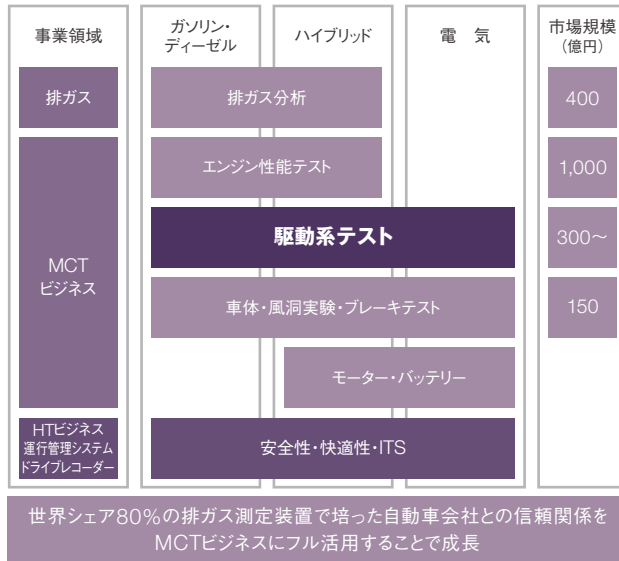 事業領域
ガソリン・
ディーゼル
ハイブリッド
電 気
市場規模
(億円)
排ガス
排ガス分析
400
エンジン性能テスト
1,000
駆動系テスト
300〜
MCT
ビジネス
車体・風洞実験・ブレーキテスト
150
モーター・バッテリー
HTビジネス
運行管理システム
ドライブレコーダー
安全性・快適性・ITS
世界シェア80%の排ガス測定装置で培った自動車会社との信頼関係を
MCTビジネスにフル活用することで成長